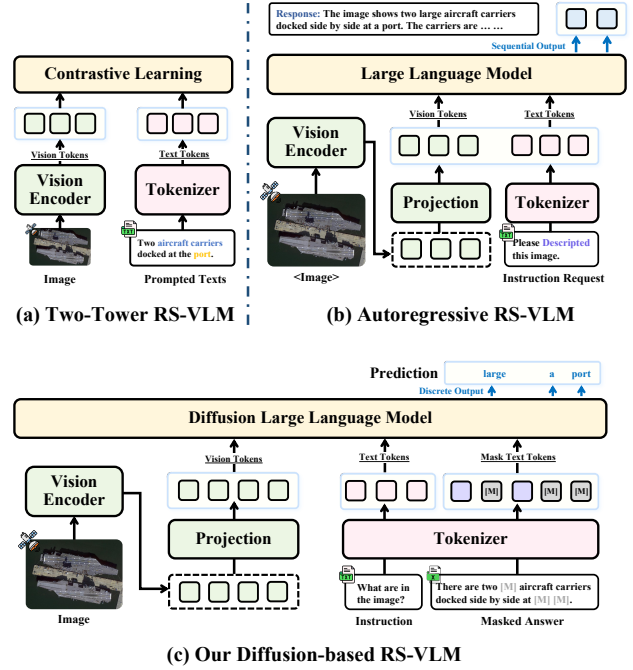 Contrastive Learning
Vision Tokens
Text Tokens
Vision
Encoder
Tokenizer
TXT
Two aircraft carriers
docked at the port.
Image
Prompted Texts
(a) Two-Tower RS-VLM
Response: The image shows two large aircraft carriers
docked side by side at a port. The carriers are … …
Sequential Output
Large Language Model
Vision Tokens
Text Tokens
Vision
Encoder
Projection
Tokenizer
TXT
Please Descripted
this image.
<Image>
Instruction Request
(b) Autoregressive RS-VLM
Prediction
large a port
Discrete Output
Diffusion Large Language Model
Vision Tokens
Text Tokens
Mask Text Tokens
[M] [M] [M]
Vision
Encoder
Projection
Tokenizer
TXT
What are in
the image?
There are two [M] aircraft carriers
docked side by side at [M] [M].
Image
Instruction
Masked Answer
(c) Our Diffusion-based RS-VLM